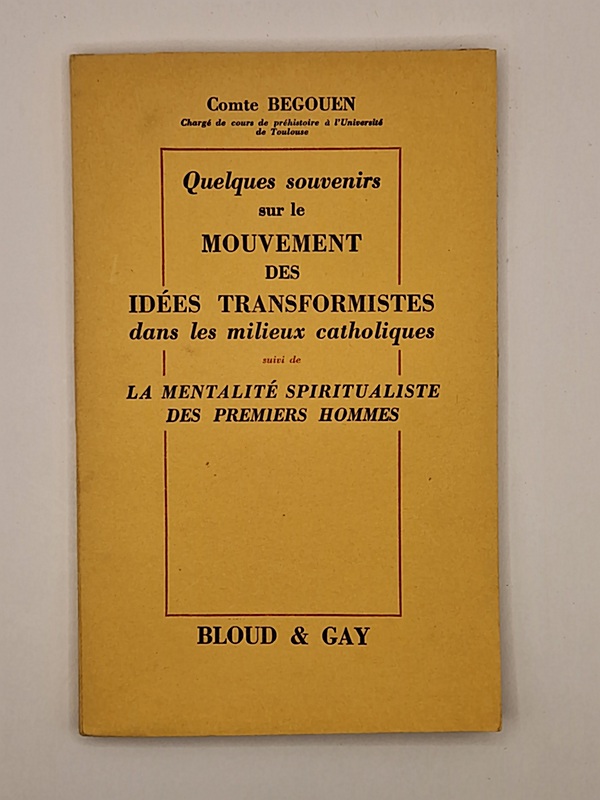 Comte BEGOUEN
Chargé de cours de préhistoire à l'Université
de Toulouse
Quelques souvenirs
sur le
MOUVEMENT
DES
IDÉES TRANSFORMISTES
dans les milieux catholiques
suivi de
LA MENTALITÉ SPIRITUALISTE
DES PREMIERS HOMMES
BLOUD & GAY